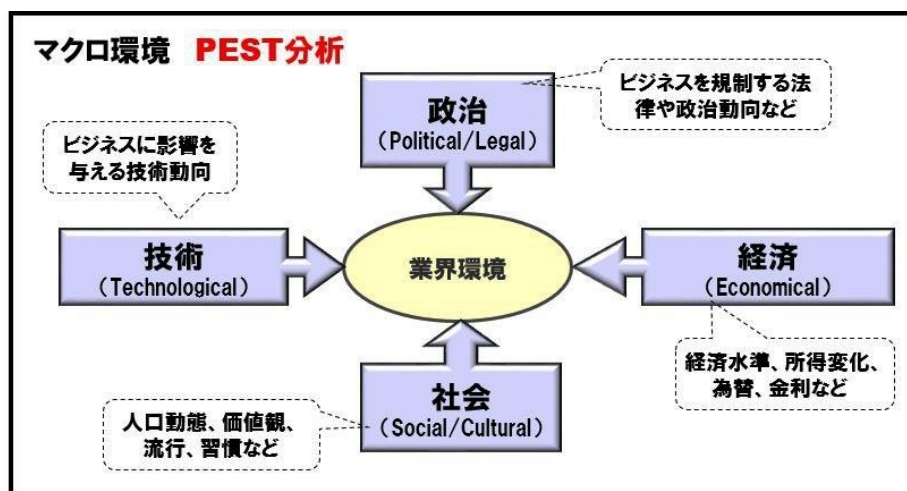 マクロ環境 PEST分析
政治
(Political/Legal)
ビジネスを規制する法
律や政治動向など
ビジネスに影響を
与える技術動向
技術
(Technological)
業界環境
経済
(Economical)
経済水準、所得変化、
為替、金利など
社会
(Social/Cultural)
人口動態、価値観、
流行、習慣など